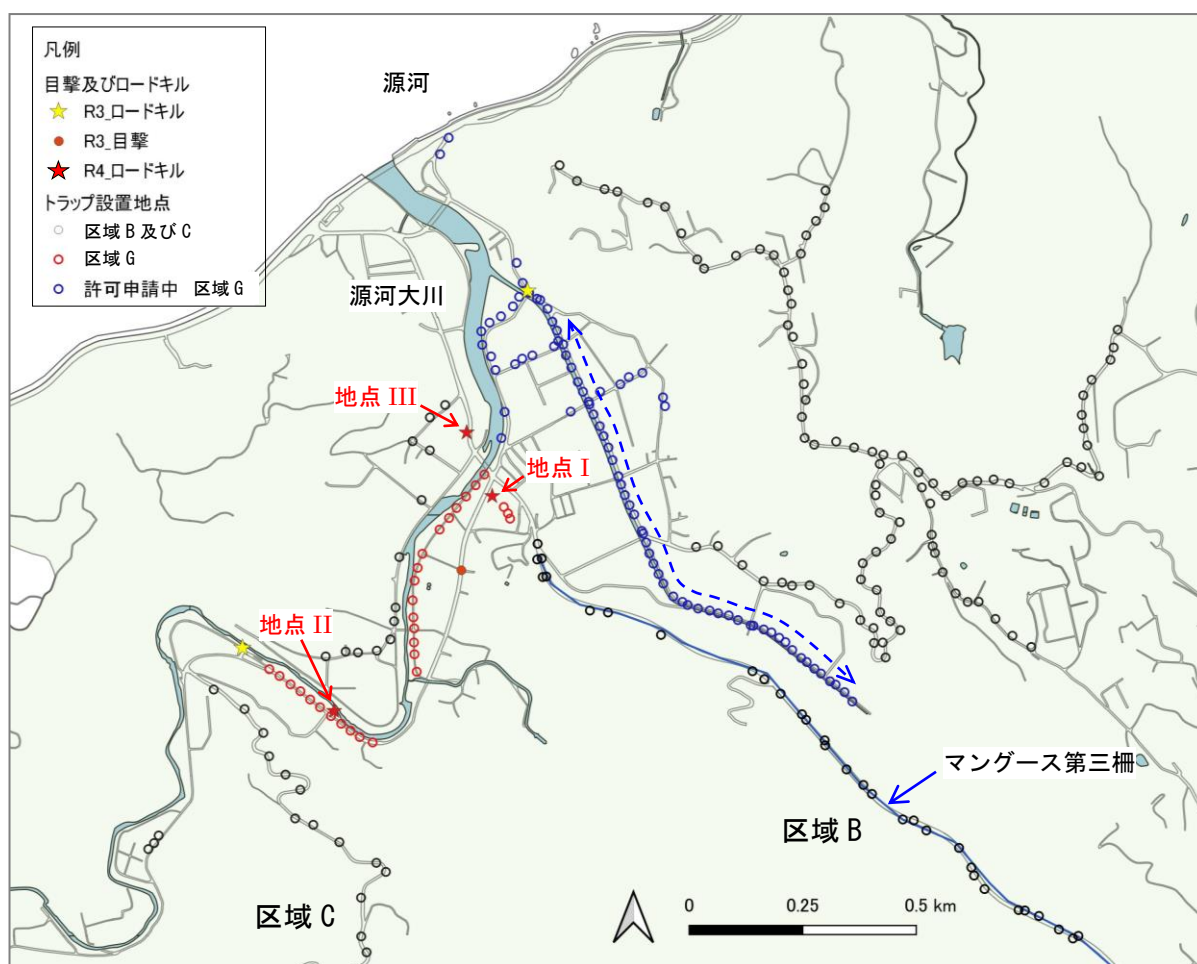 凡例
目撃及びロードキル
R3_ロードキル
R3_目撃
R4_ロードキル
トラップ設置地点
区域 B 及び C
区域 G
許可申請中 区域 G
源河
源河大川
地点 III
地点 I
地点 II
マングース第三柵
区域 B
区域 C
0 0.25 0.5 km